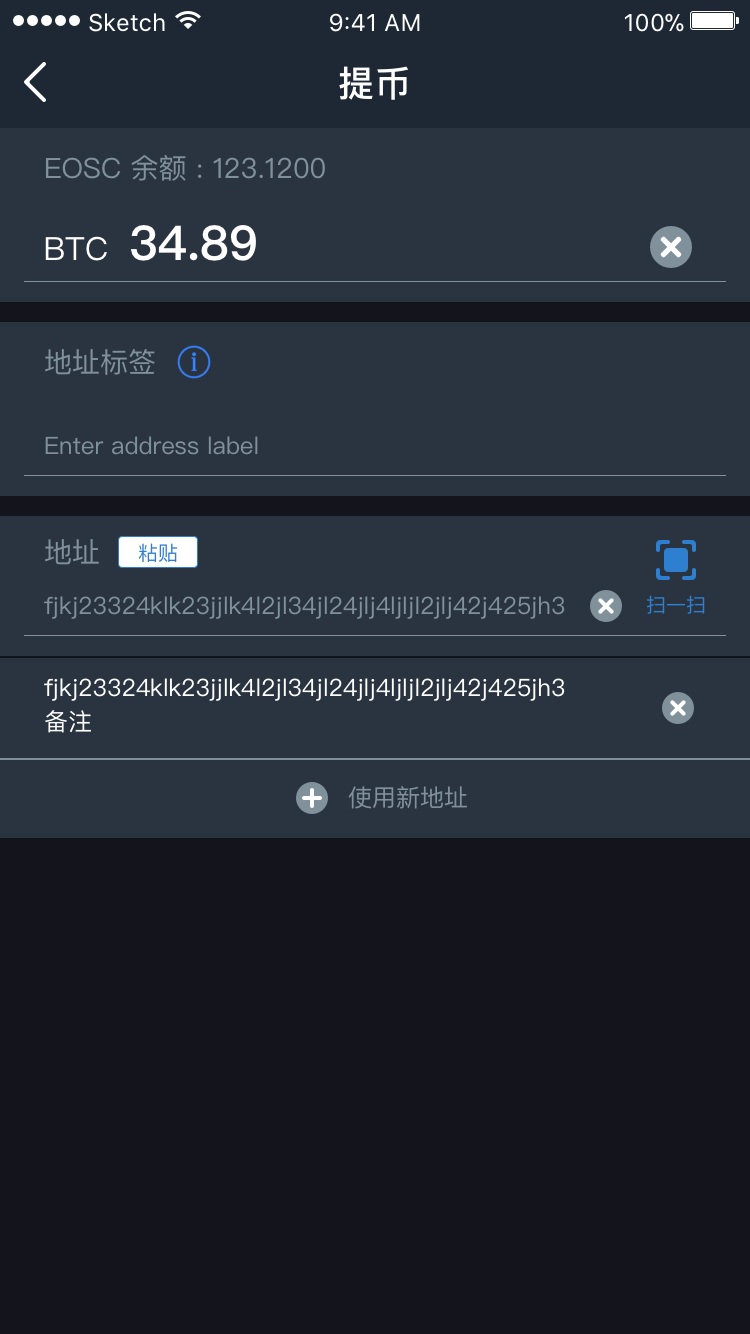 Sketch 9:41 AM 100%
提币
EOSC 余额 : 123.1200
BTC 34.89
地址标签
Enter address label
地址 粘贴
fjkj23324klk23jjlk4l2jl34jl24jlj4ljljl2jlj42j425jh3 扫一扫
fjkj23324klk23jjlk4l2jl34jl24jlj4ljljl2jlj42j425jh3
备注
使用新地址